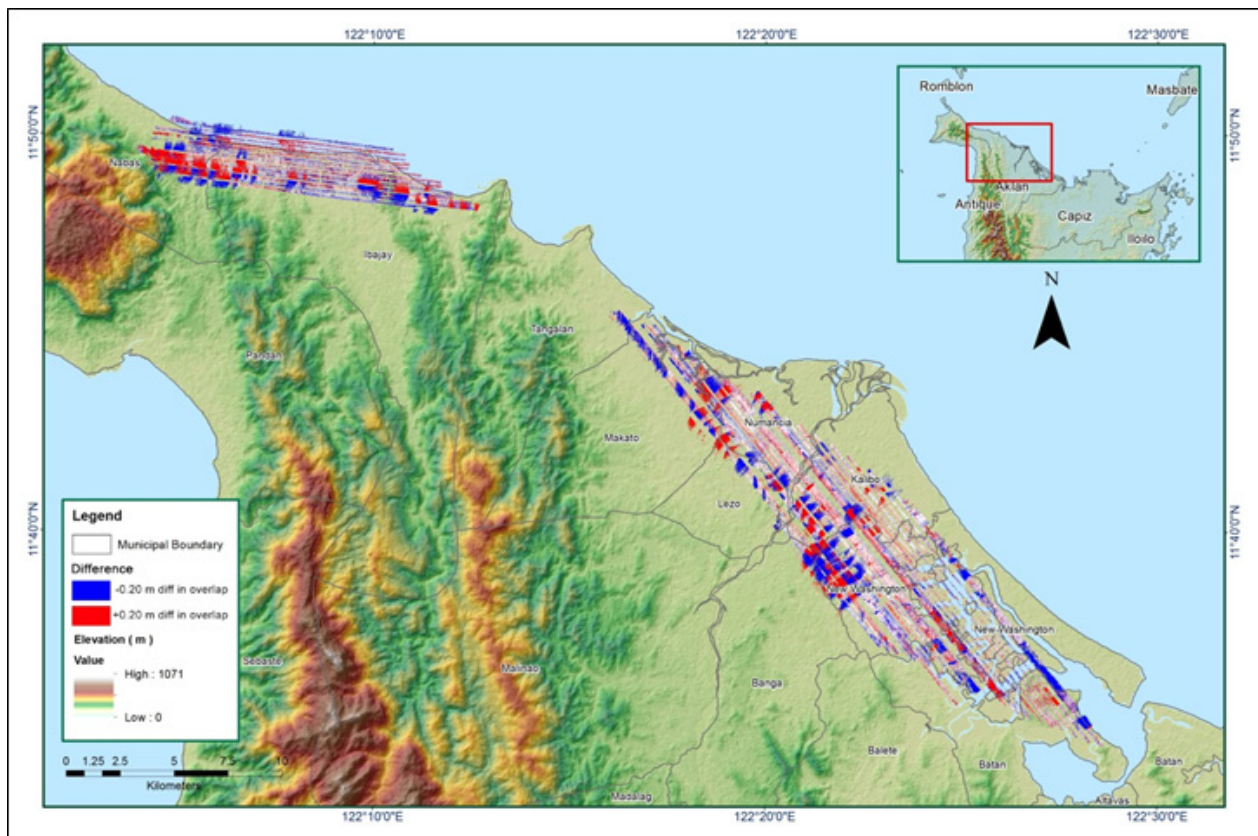 122°10'0"E
122°20'0"E
122°30'0"E
11°50'0"N
11°50'0"N
Romblon
Masbate
Aklan
Antique
Capiz
Iloilo
N
Nabas
Ibajay
Tangalan
Pandan
Makato
Numancia
Kalibo
Lezo
11°40'0"N
11°40'0"N
New Washington
New Washington
Sebaste
Malinao
Banga
Balete
Batan
Batan
Altavas
Madalag
Legend
Municipal Boundary
Difference
-0.20 m diff in overlap
+0.20 m diff in overlap
Elevation ( m )
Value
High : 1071
Low : 0
0 1.25 2.5 5 7.5 10
Kilometers
122°10'0"E
122°20'0"E
122°30'0"E